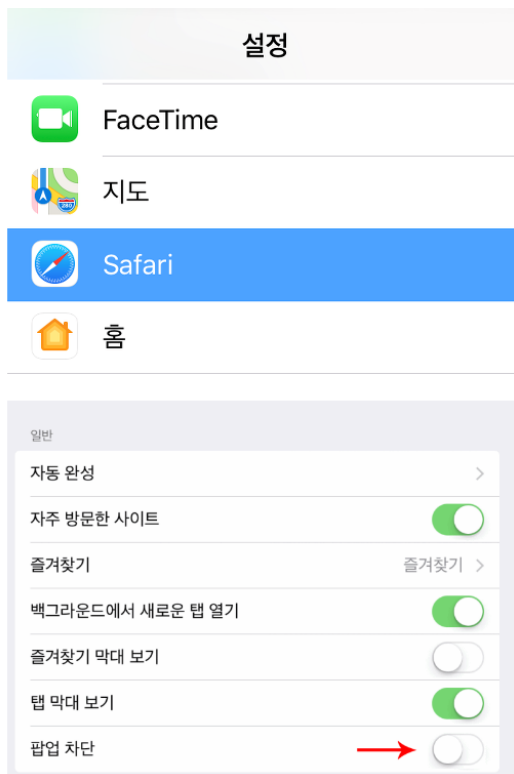 설정
FaceTime
지도
Safari
홈
일반
자동 완성
자주 방문한 사이트
즐겨찾기 즐겨찾기
백그라운드에서 새로운 탭 열기
즐겨찾기 막대 보기
탭 막대 보기
팝업 차단